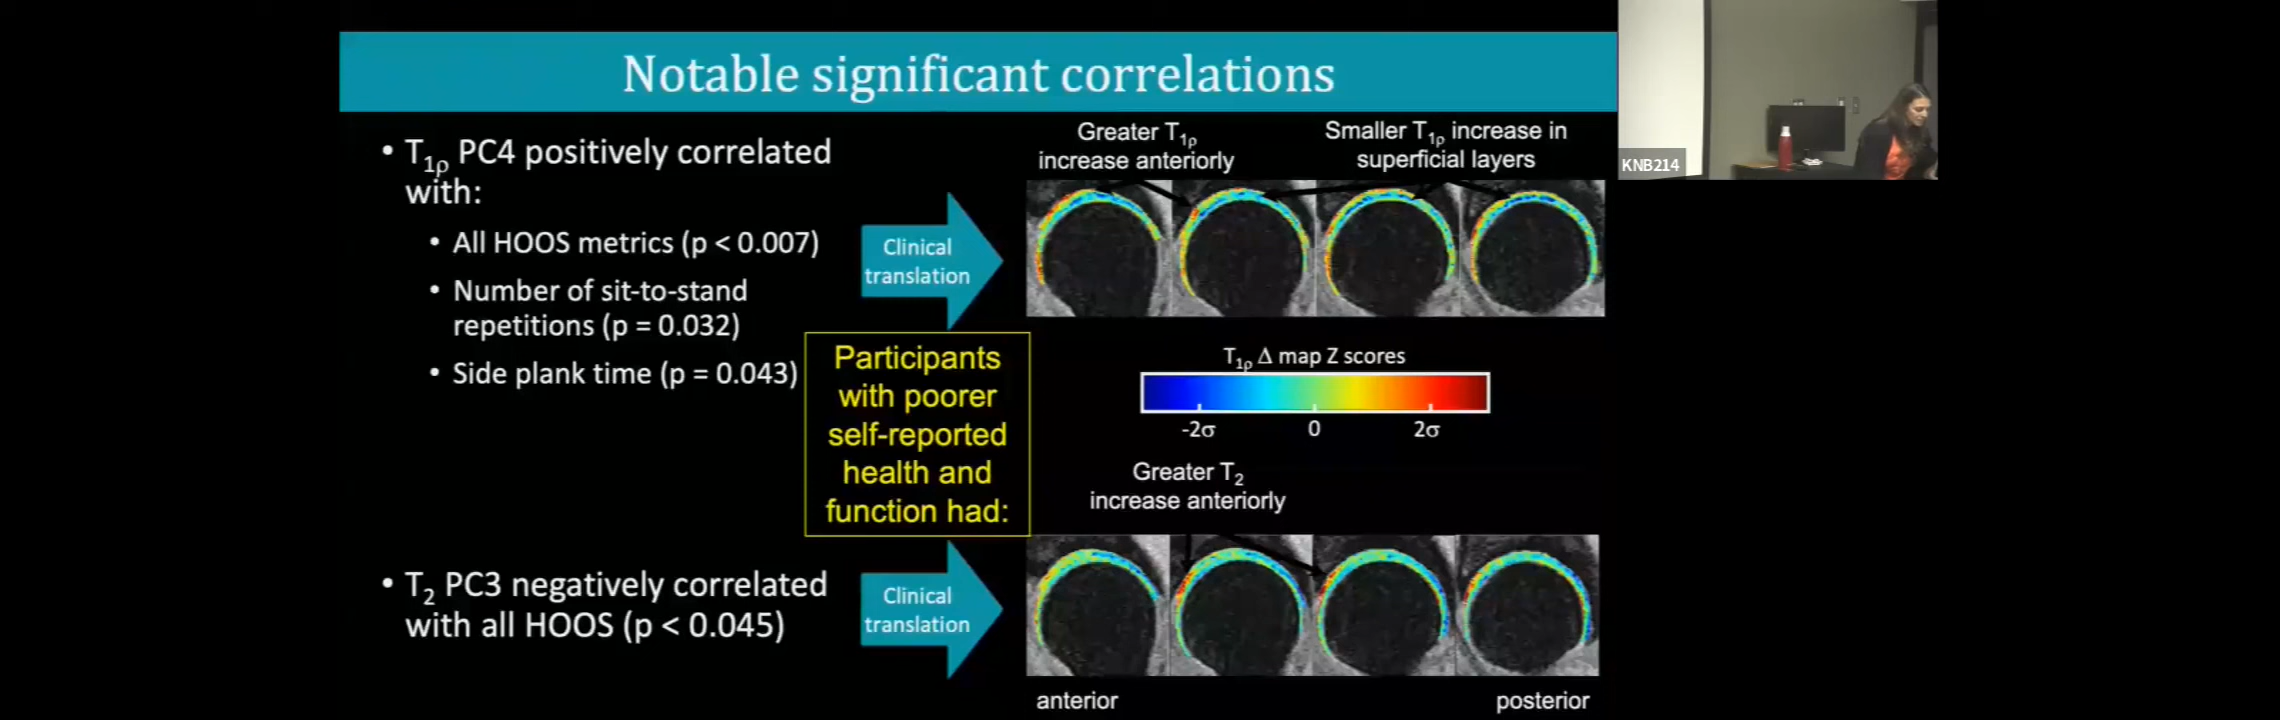 Notable significant correlations
• T1ρ PC4 positively correlated
with:
• All HOOS metrics (p < 0.007)
• Number of sit-to-stand
repetitions (p = 0.032)
• Side plank time (p = 0.043)
• T2 PC3 negatively correlated
with all HOOS (p < 0.045)
Clinical
translation
Participants
with poorer
self-reported
health and
function had:
Clinical
translation
Greater T1ρ
increase anteriorly
Smaller T1ρ increase in
superficial layers
T1ρ Δ map Z scores
-2σ 0 2σ
Greater T2
increase anteriorly
anterior posterior
KNB214